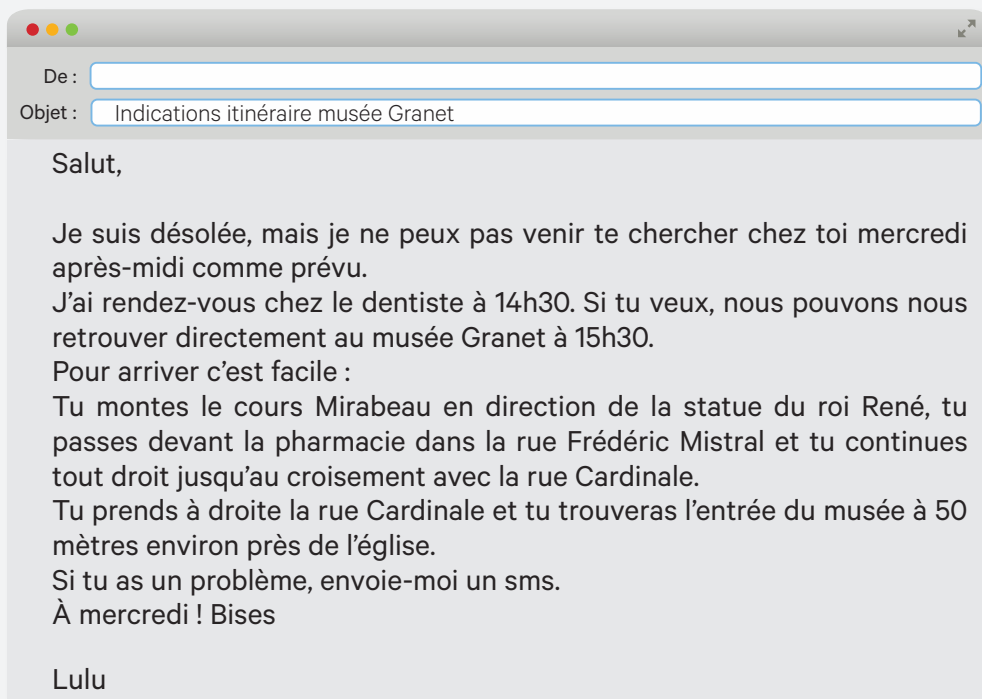 De :
Objet : Indications itinéraire musée Granet
Salut,
Je suis désolée, mais je ne peux pas venir te chercher chez toi mercredi
après-midi comme prévu.
J’ai rendez-vous chez le dentiste à 14h30. Si tu veux, nous pouvons nous
retrouver directement au musée Granet à 15h30.
Pour arriver c’est facile :
Tu montes le cours Mirabeau en direction de la statue du roi René, tu
passes devant la pharmacie dans la rue Frédéric Mistral et tu continues
tout droit jusqu’au croisement avec la rue Cardinale.
Tu prends à droite la rue Cardinale et tu trouveras l’entrée du musée à 50
mètres environ près de l’église.
Si tu as un problème, envoie-moi un sms.
À mercredi ! Bises
Lulu